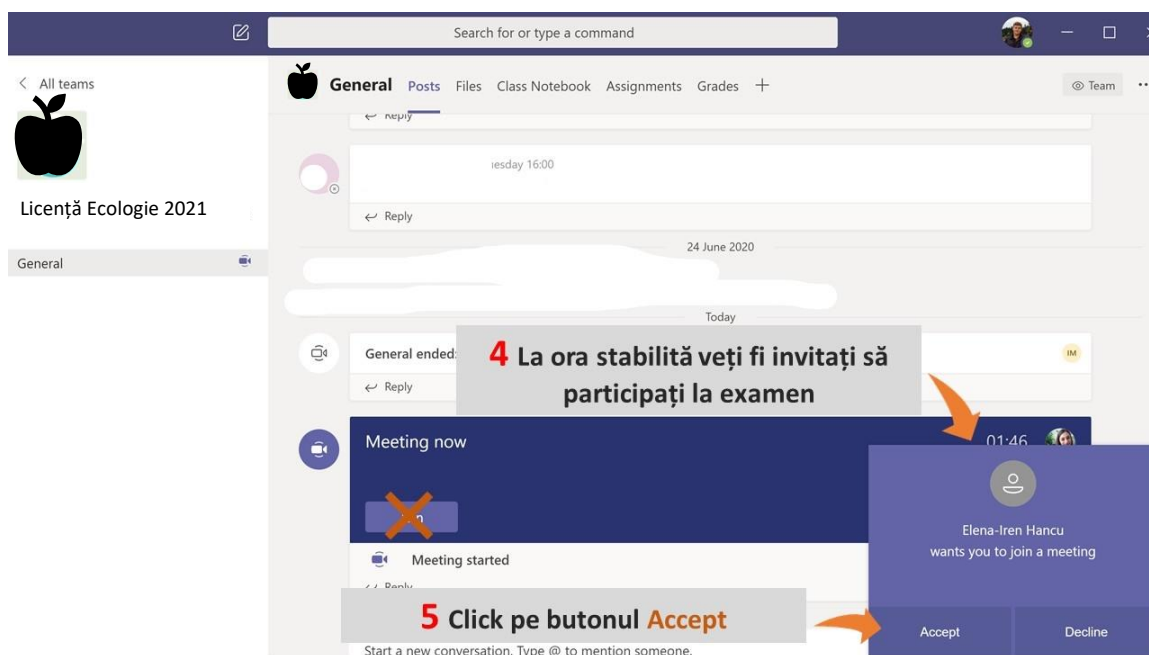 Search for or type a command
All teams
General Posts Files Class Notebook Assignments Grades
Team
Reply
16:00
Licență Ecologie 2021
Reply
24 June 2020
General
Today
General ended:
4 La ora stabilită veți fi invitați să
participați la examen
IM
Reply
Meeting now
01:46
Elena-Iren Hancu
wants you to join a meeting
Meeting started
Reply
5 Click pe butonul Accept
Accept
Decline
Start a new conversation. Type @ to mention someone.